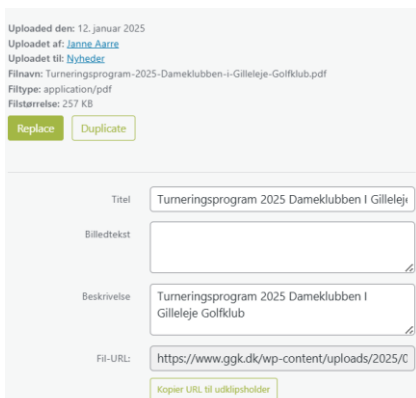 Uploaded den: 12. januar 2025
Uploadet af: Janne Aarre
Uploadet til: Nyheder
Filnavn: Turneringsprogram-2025-Dameklubben-i-Gilleleje-Golfklub.pdf
Filtype: application/pdf
Filstørrelse: 257 KB
Replace Duplicate
Titel Turneringsprogram 2025 Dameklubben I Gilleleje
Billedtekst
Beskrivelse Turneringsprogram 2025 Dameklubben I
Gilleleje Golfklub
Fil-URL: https://www.ggk.dk/wp-content/uploads/2025/0
Kopier URL til udklipsholder